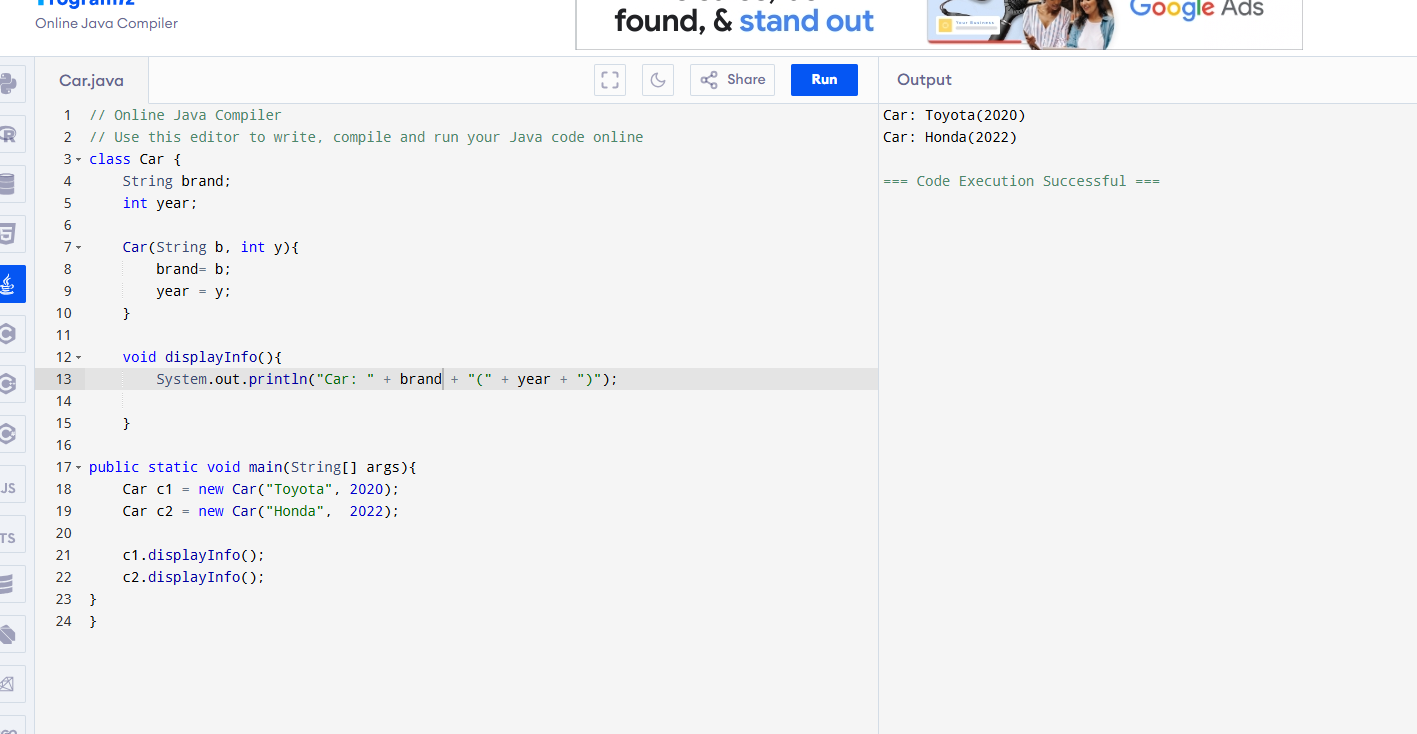 Online Java Compiler
found, & stand out
Your Business
Google Ads
Car.java
Share
Run
Output
1 // Online Java Compiler
2 // Use this editor to write, compile and run your Java code online
3 class Car {
4     String brand;
5     int year;
6
7     Car(String b, int y){
8         brand= b;
9         year = y;
10     }
11
12     void displayInfo(){
13         System.out.println("Car: " + brand + "(" + year + ")");
14
15     }
16
17 public static void main(String[] args){
18     Car c1 = new Car("Toyota", 2020);
19     Car c2 = new Car("Honda",  2022);
20
21     c1.displayInfo();
22     c2.displayInfo();
23 }
24 }
Car: Toyota(2020)
Car: Honda(2022)
=== Code Execution Successful ===
R
5
C
JS
TS